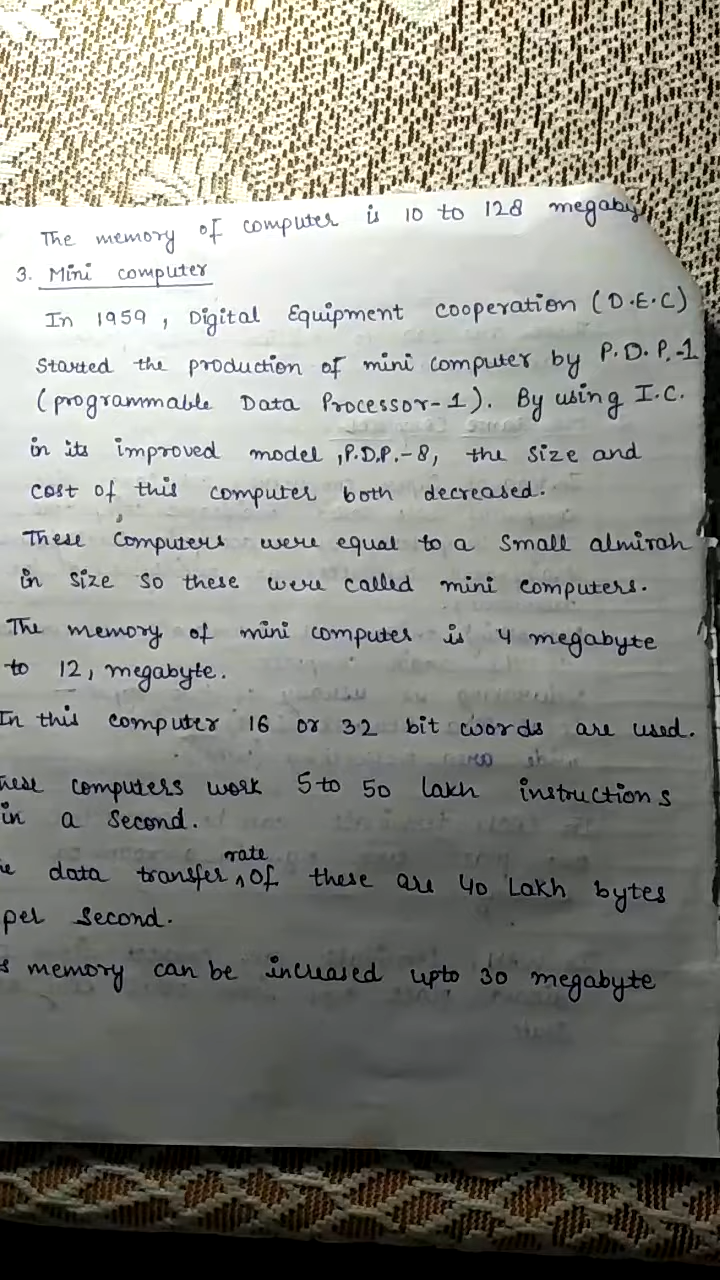 The memory of computer is 10 to 128 megaby
3. Mini computer
In 1959, Digital Equipment cooperation (D.E.C)
Started the production of mini computer by P.D.P.-1
(programmable Data Processor-1). By using I.C.
in its improved model, P.D.P.-8, the size and
cost of this computer both decreased.
These computers were equal to a small almirah
in size so these were called mini computers.
The memory of mini computer is 4 megabyte
to 12, megabyte.
In this computer 16 or 32 bit words are used.
hese computers work 5 to 50 lakh instructions
in a second.
e data transfer rate of these are 40 Lakh bytes
per second.
s memory can be increased upto 30 megabyte